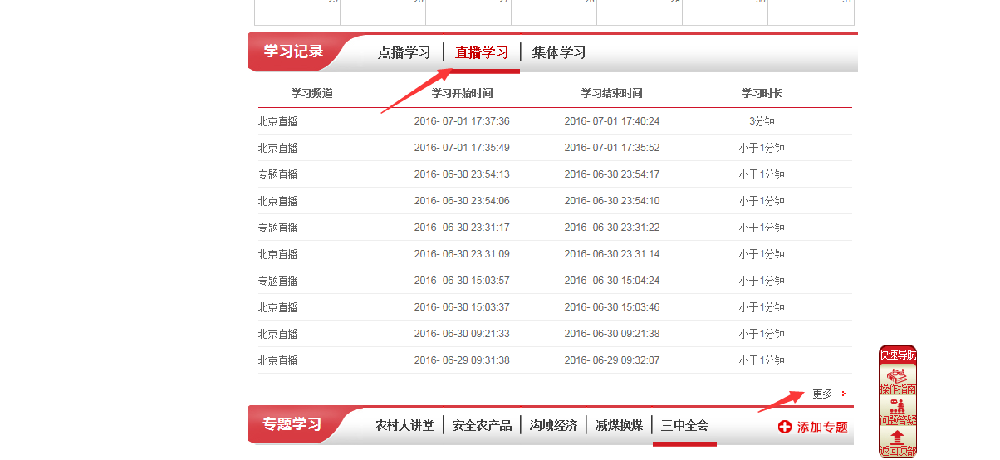 25 26 27 28 29 30 31
学习记录 点播学习 直播学习 集体学习
学习频道 学习开始时间 学习结束时间 学习时长
北京直播 2016- 07-01 17:37:36 2016- 07-01 17:40:24 3分钟
北京直播 2016- 07-01 17:35:49 2016- 07-01 17:35:52 小于1分钟
专题直播 2016- 06-30 23:54:13 2016- 06-30 23:54:17 小于1分钟
北京直播 2016- 06-30 23:54:06 2016- 06-30 23:54:10 小于1分钟
专题直播 2016- 06-30 23:31:17 2016- 06-30 23:31:22 小于1分钟
北京直播 2016- 06-30 23:31:09 2016- 06-30 23:31:14 小于1分钟
专题直播 2016- 06-30 15:03:57 2016- 06-30 15:04:24 小于1分钟
北京直播 2016- 06-30 15:03:37 2016- 06-30 15:03:46 小于1分钟
北京直播 2016- 06-30 09:21:33 2016- 06-30 09:21:38 小于1分钟
北京直播 2016- 06-29 09:31:38 2016- 06-29 09:32:07 小于1分钟
更多
专题学习 农村大讲堂 安全农产品 沟域经济 减煤换煤 三中全会 添加专题
快速导航
操作指南
问题答疑
返回顶部